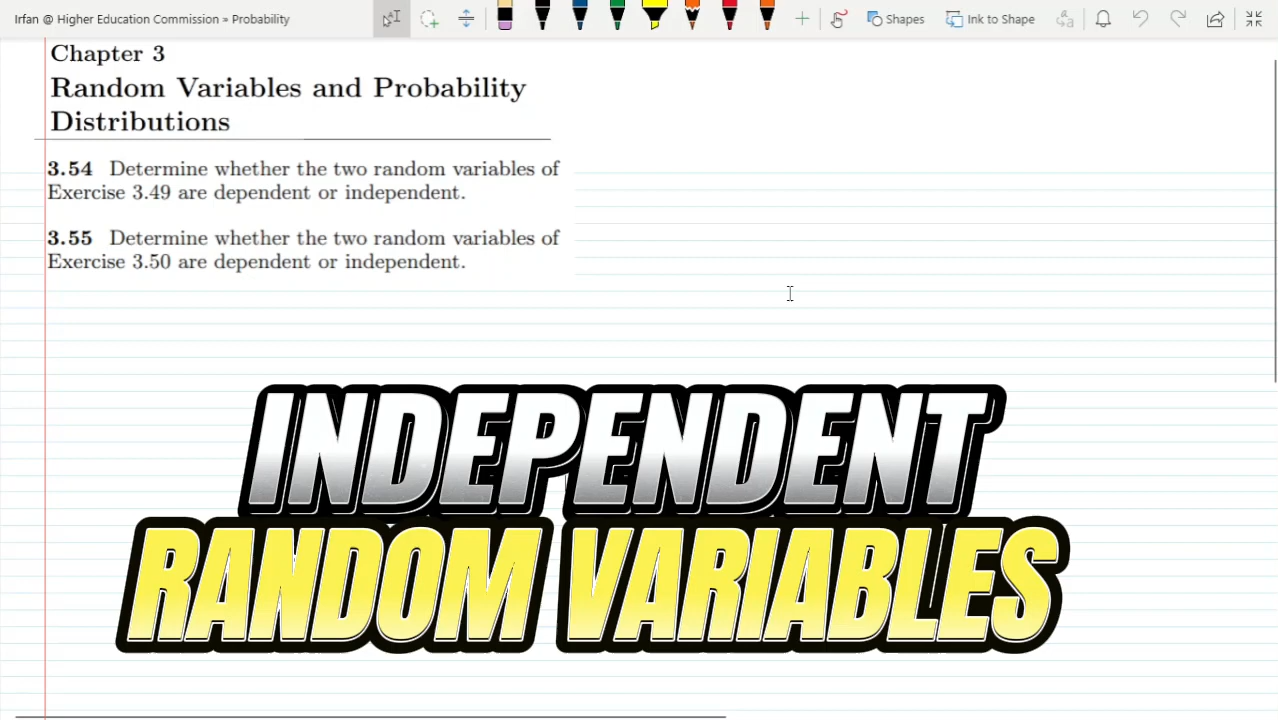 Irfan @ Higher Education Commission » Probability
Shapes
Ink to Shape
Chapter 3
Random Variables and Probability
Distributions
3.54 Determine whether the two random variables of
Exercise 3.49 are dependent or independent.
3.55 Determine whether the two random variables of
Exercise 3.50 are dependent or independent.
INDEPENDENT
RANDOM VARIABLES